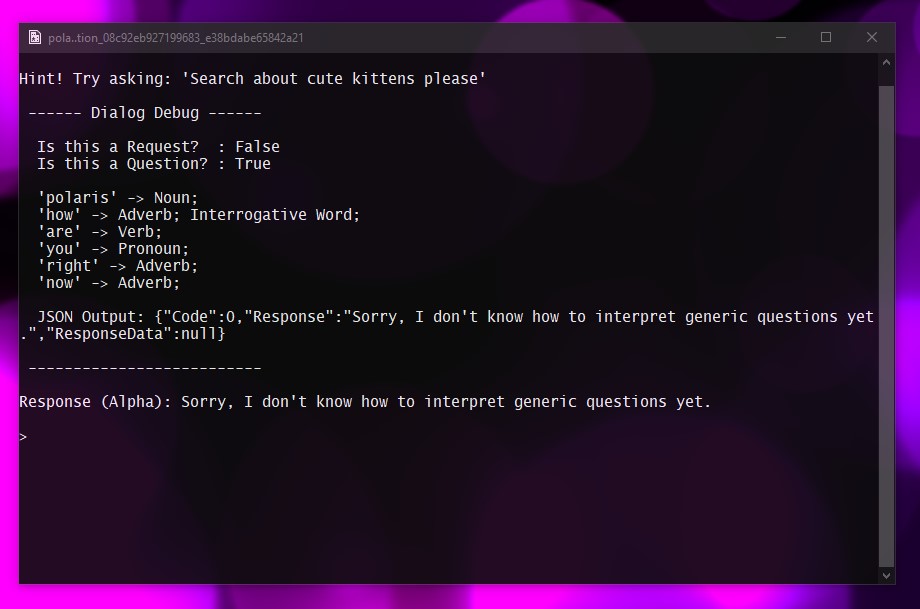 pola..tion_08c92eb927199683_e38bdabe65842a21
Hint! Try asking: 'Search about cute kittens please'
------ Dialog Debug ------
Is this a Request?  : False
Is this a Question? : True
'polaris' -> Noun;
'how' -> Adverb; Interrogative Word;
'are' -> Verb;
'you' -> Pronoun;
'right' -> Adverb;
'now' -> Adverb;
JSON Output: {"Code":0,"Response":"Sorry, I don't know how to interpret generic questions yet
.","ResponseData":null}
--------------------------
Response (Alpha): Sorry, I don't know how to interpret generic questions yet.
>